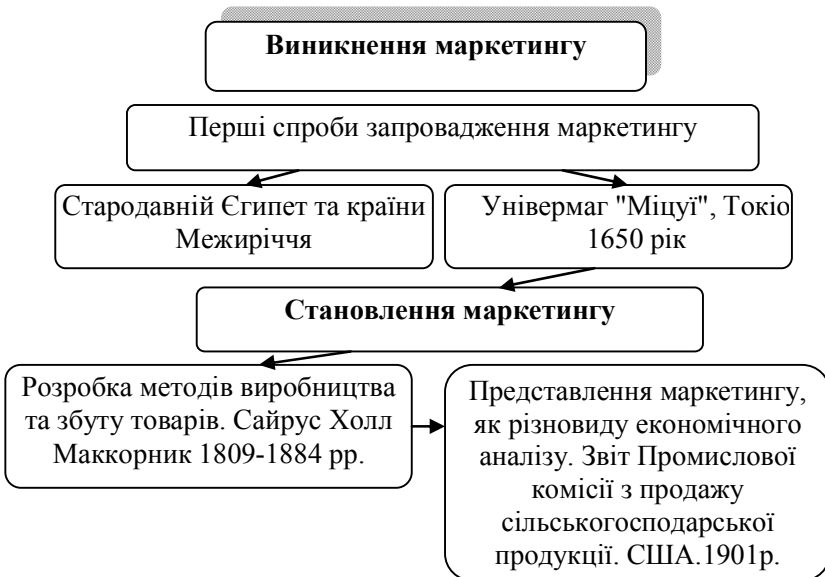 Виникнення маркетингу
Перші спроби запровадження маркетингу
Стародавній Єгипет та країни
Межиріччя
Універмаг "Міцуї", Токіо
1650 рік
Становлення маркетингу
Розробка методів виробництва
та збуту товарів. Сайрус Холл
Маккорник 1809-1884 рр.
Представлення маркетингу,
як різновиду економічного
аналізу. Звіт Промислової
комісії з продажу
сільськогосподарської
продукції. США.1901р.